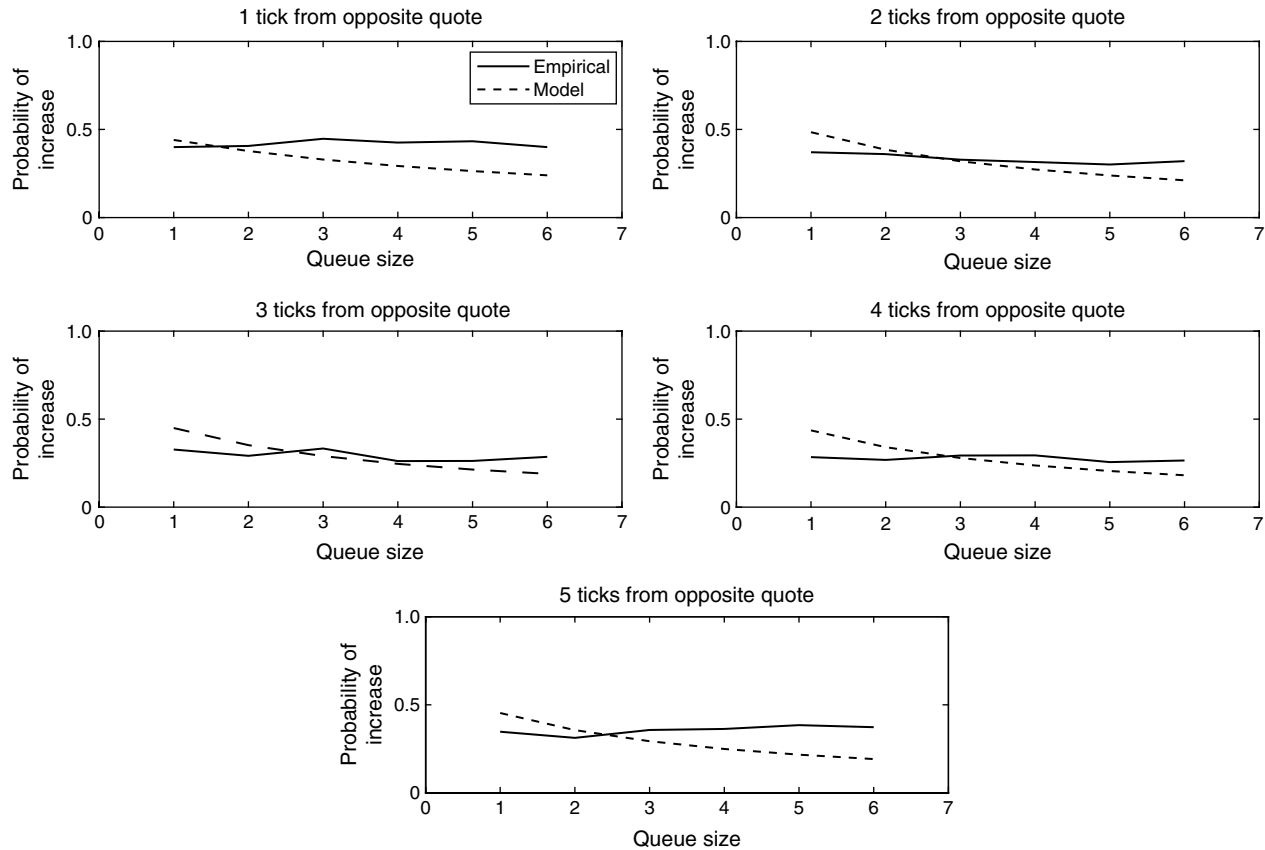 1 tick from opposite quote
1.0
0.5
0
Probability of
increase
Empirical
Model
0 1 2 3 4 5 6 7
Queue size
2 ticks from opposite quote
1.0
0.5
0
Probability of
increase
0 1 2 3 4 5 6 7
Queue size
3 ticks from opposite quote
1.0
0.5
0
Probability of
increase
0 1 2 3 4 5 6 7
Queue size
4 ticks from opposite quote
1.0
0.5
0
Probability of
increase
0 1 2 3 4 5 6 7
Queue size
5 ticks from opposite quote
1.0
0.5
0
Probability of
increase
0 1 2 3 4 5 6 7
Queue size